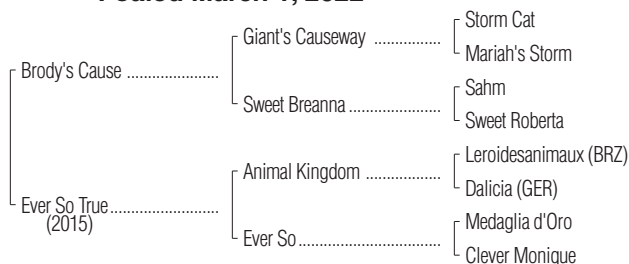 Foaled March 1, 2022
Storm Cat
Giant's Causeway ................
Mariah's Storm
Brody's Cause ......................
Sahm
Sweet Breanna ......................
Sweet Roberta
Leroidesanimaux (BRZ)
Animal Kingdom ..................
Dalicia (GER)
Ever So True ..........................
(2015)
Medaglia d'Oro
Ever So ..................................
Clever Monique